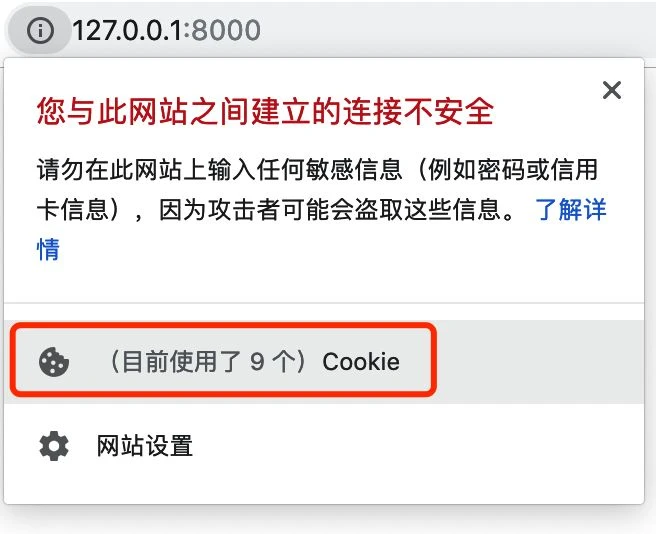 127.0.0.1:8000
您与此网站之间建立的连接不安全
请勿在此网站上输入任何敏感信息（例如密码或信用
卡信息），因为攻击者可能会盗取这些信息。 了解详
情
（目前使用了 9 个） Cookie
网站设置